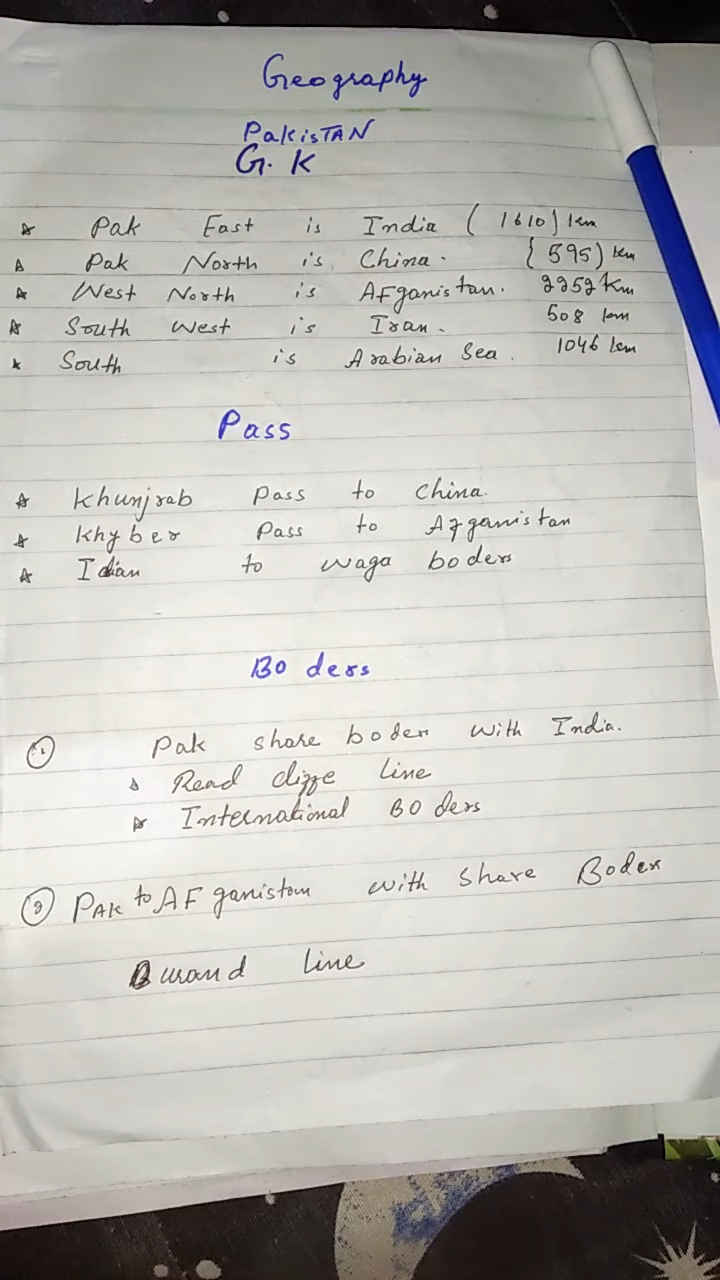 Geography
PakisTAN
G. K
Pak East is India ( 1610) km
Pak North is China. {595) km
West North is AFganistan. 2252 Km
South West is Iran. 508 km
South is Arabian Sea. 1046 km
Pass
Khunjrab Pass to China.
Khyber Pass to Afganistan
Idian to waga boders
Boders
① Pak share boder with India.
Read cliffe line
International Boders
② PAK to AFganistan with share Boder
Durand line